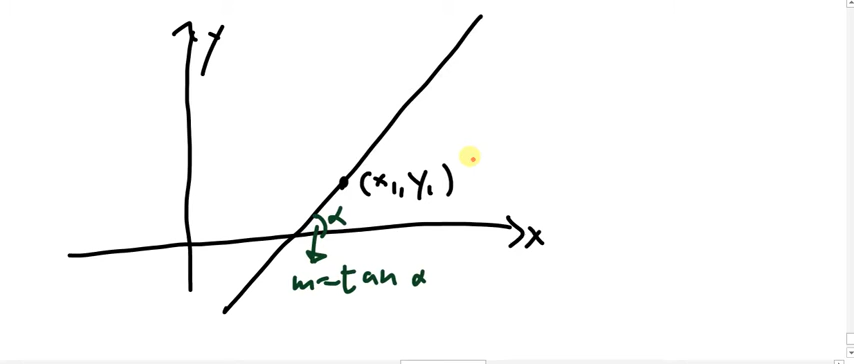 y
(x₁, y₁)
α
x
m=tan α